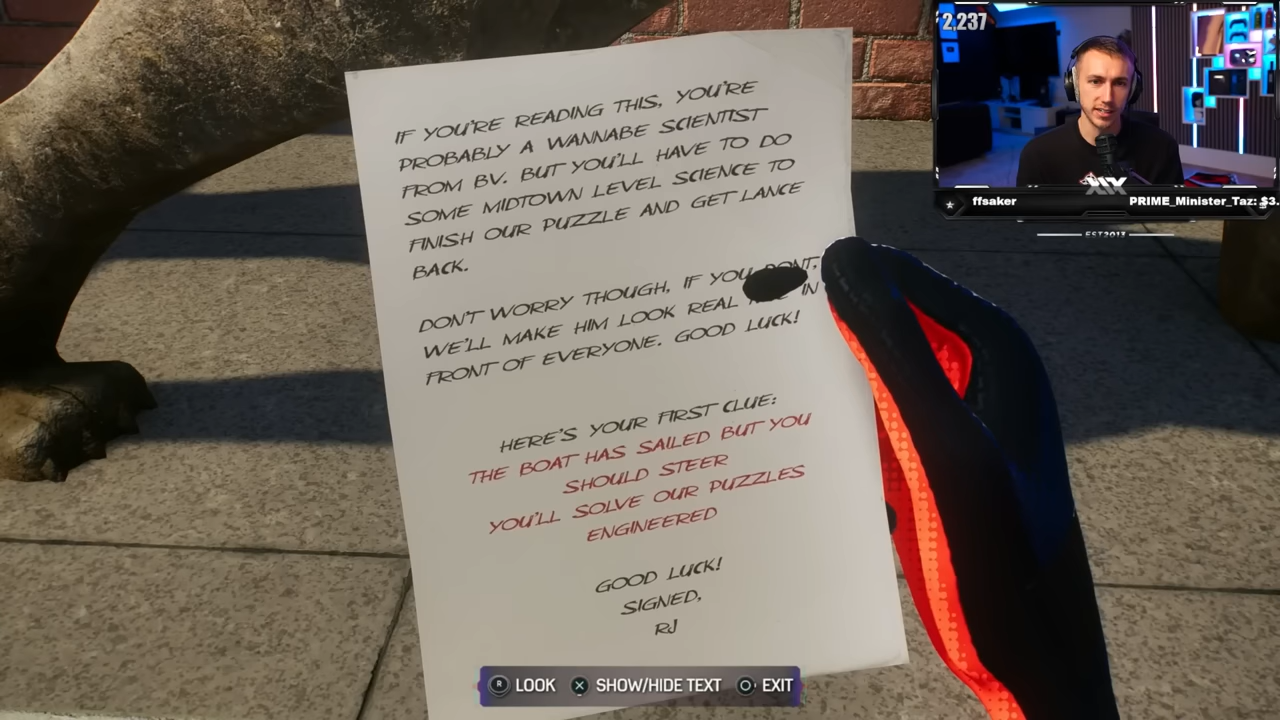 2,237
ffsaker
PRIME_Minister_Taz: $3.
EST.2013
IF YOU'RE READING THIS, YOU'RE
PROBABLY A WANNABE SCIENTIST
FROM BV. BUT YOU'LL HAVE TO DO
SOME MIDTOWN LEVEL SCIENCE TO
FINISH OUR PUZZLE AND GET LANCE
BACK.
DON'T WORRY THOUGH, IF YOU DON'T,
WE'LL MAKE HIM LOOK REAL IN
FRONT OF EVERYONE. GOOD LUCK!
HERE'S YOUR FIRST CLUE:
THE BOAT HAS SAILED BUT YOU
SHOULD STEER
YOU'LL SOLVE OUR PUZZLES
ENGINEERED
GOOD LUCK!
SIGNED,
RJ
R LOOK SHOW/HIDE TEXT EXIT